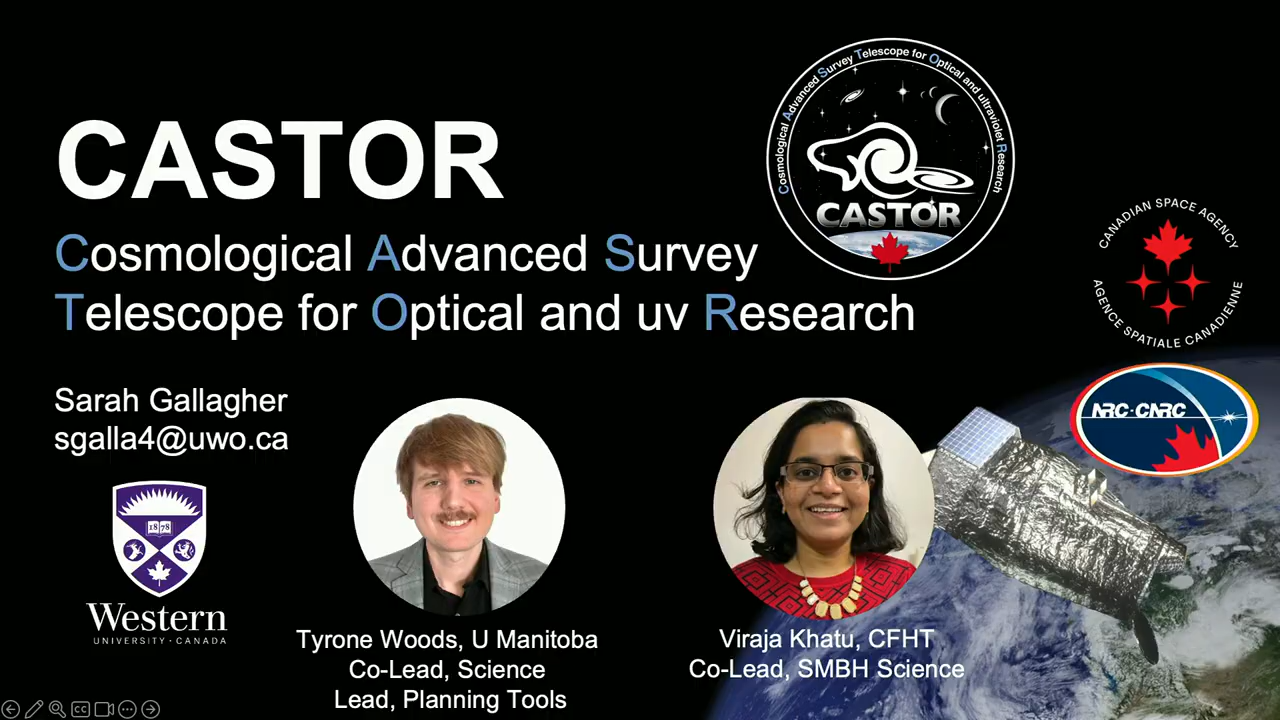 CASTOR
Cosmological Advanced Survey
Telescope for Optical and uv Research
Cosmological Advanced Survey Telescope for Optical and ultraviolet Research
CASTOR
CANADIAN SPACE AGENCY
AGENCE SPATIALE CANADIENNE
NRC·CNRC
Sarah Gallagher
sgalla4@uwo.ca
1878
Western
UNIVERSITY · CANADA
Tyrone Woods, U Manitoba
Co-Lead, Science
Lead, Planning Tools
Viraja Khatu, CFHT
Co-Lead, SMBH Science
CC